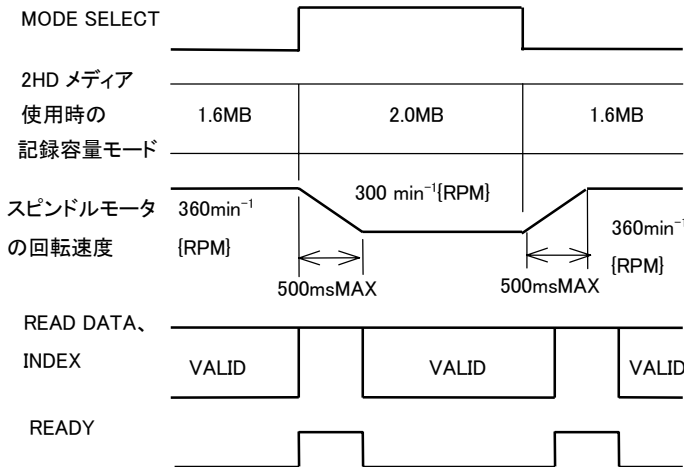 MODE SELECT
2HD メディア
使用時の
記録容量モード
1.6MB
2.0MB
1.6MB
スピンドルモータ
の回転速度
360min⁻¹
{RPM}
300 min⁻¹{RPM}
360min⁻¹
{RPM}
500msMAX
500msMAX
READ DATA、
INDEX
VALID
VALID
VALID
READY